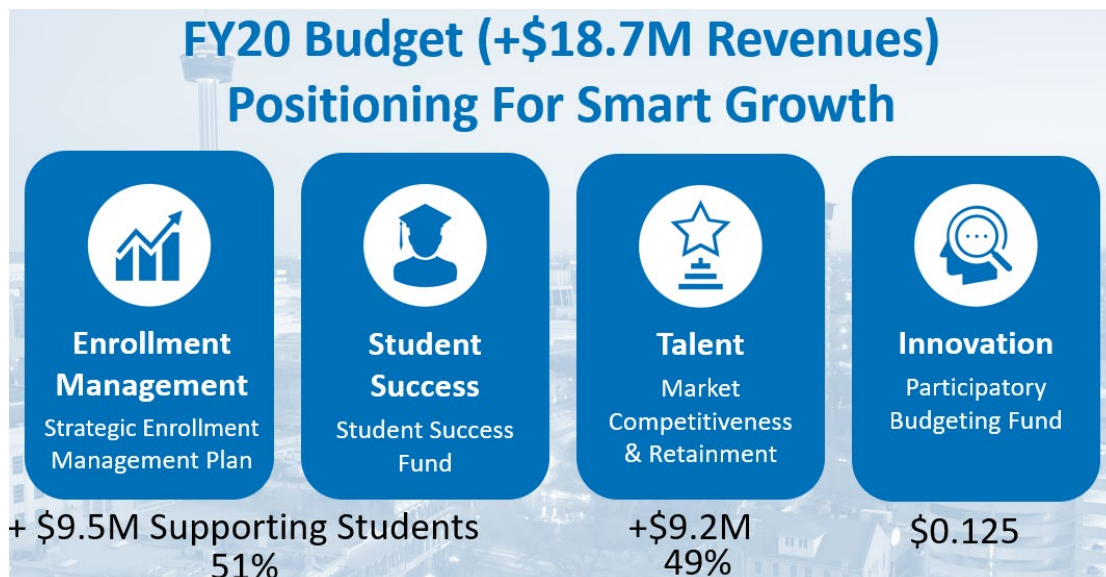 FY20 Budget (+$18.7M Revenues)
Positioning For Smart Growth
Enrollment
Management
Strategic Enrollment
Management Plan
Student
Success
Student Success
Fund
Talent
Market
Competitiveness
& Retainment
Innovation
Participatory
Budgeting Fund
+ $9.5M Supporting Students
51%
+$9.2M
49%
$0.125